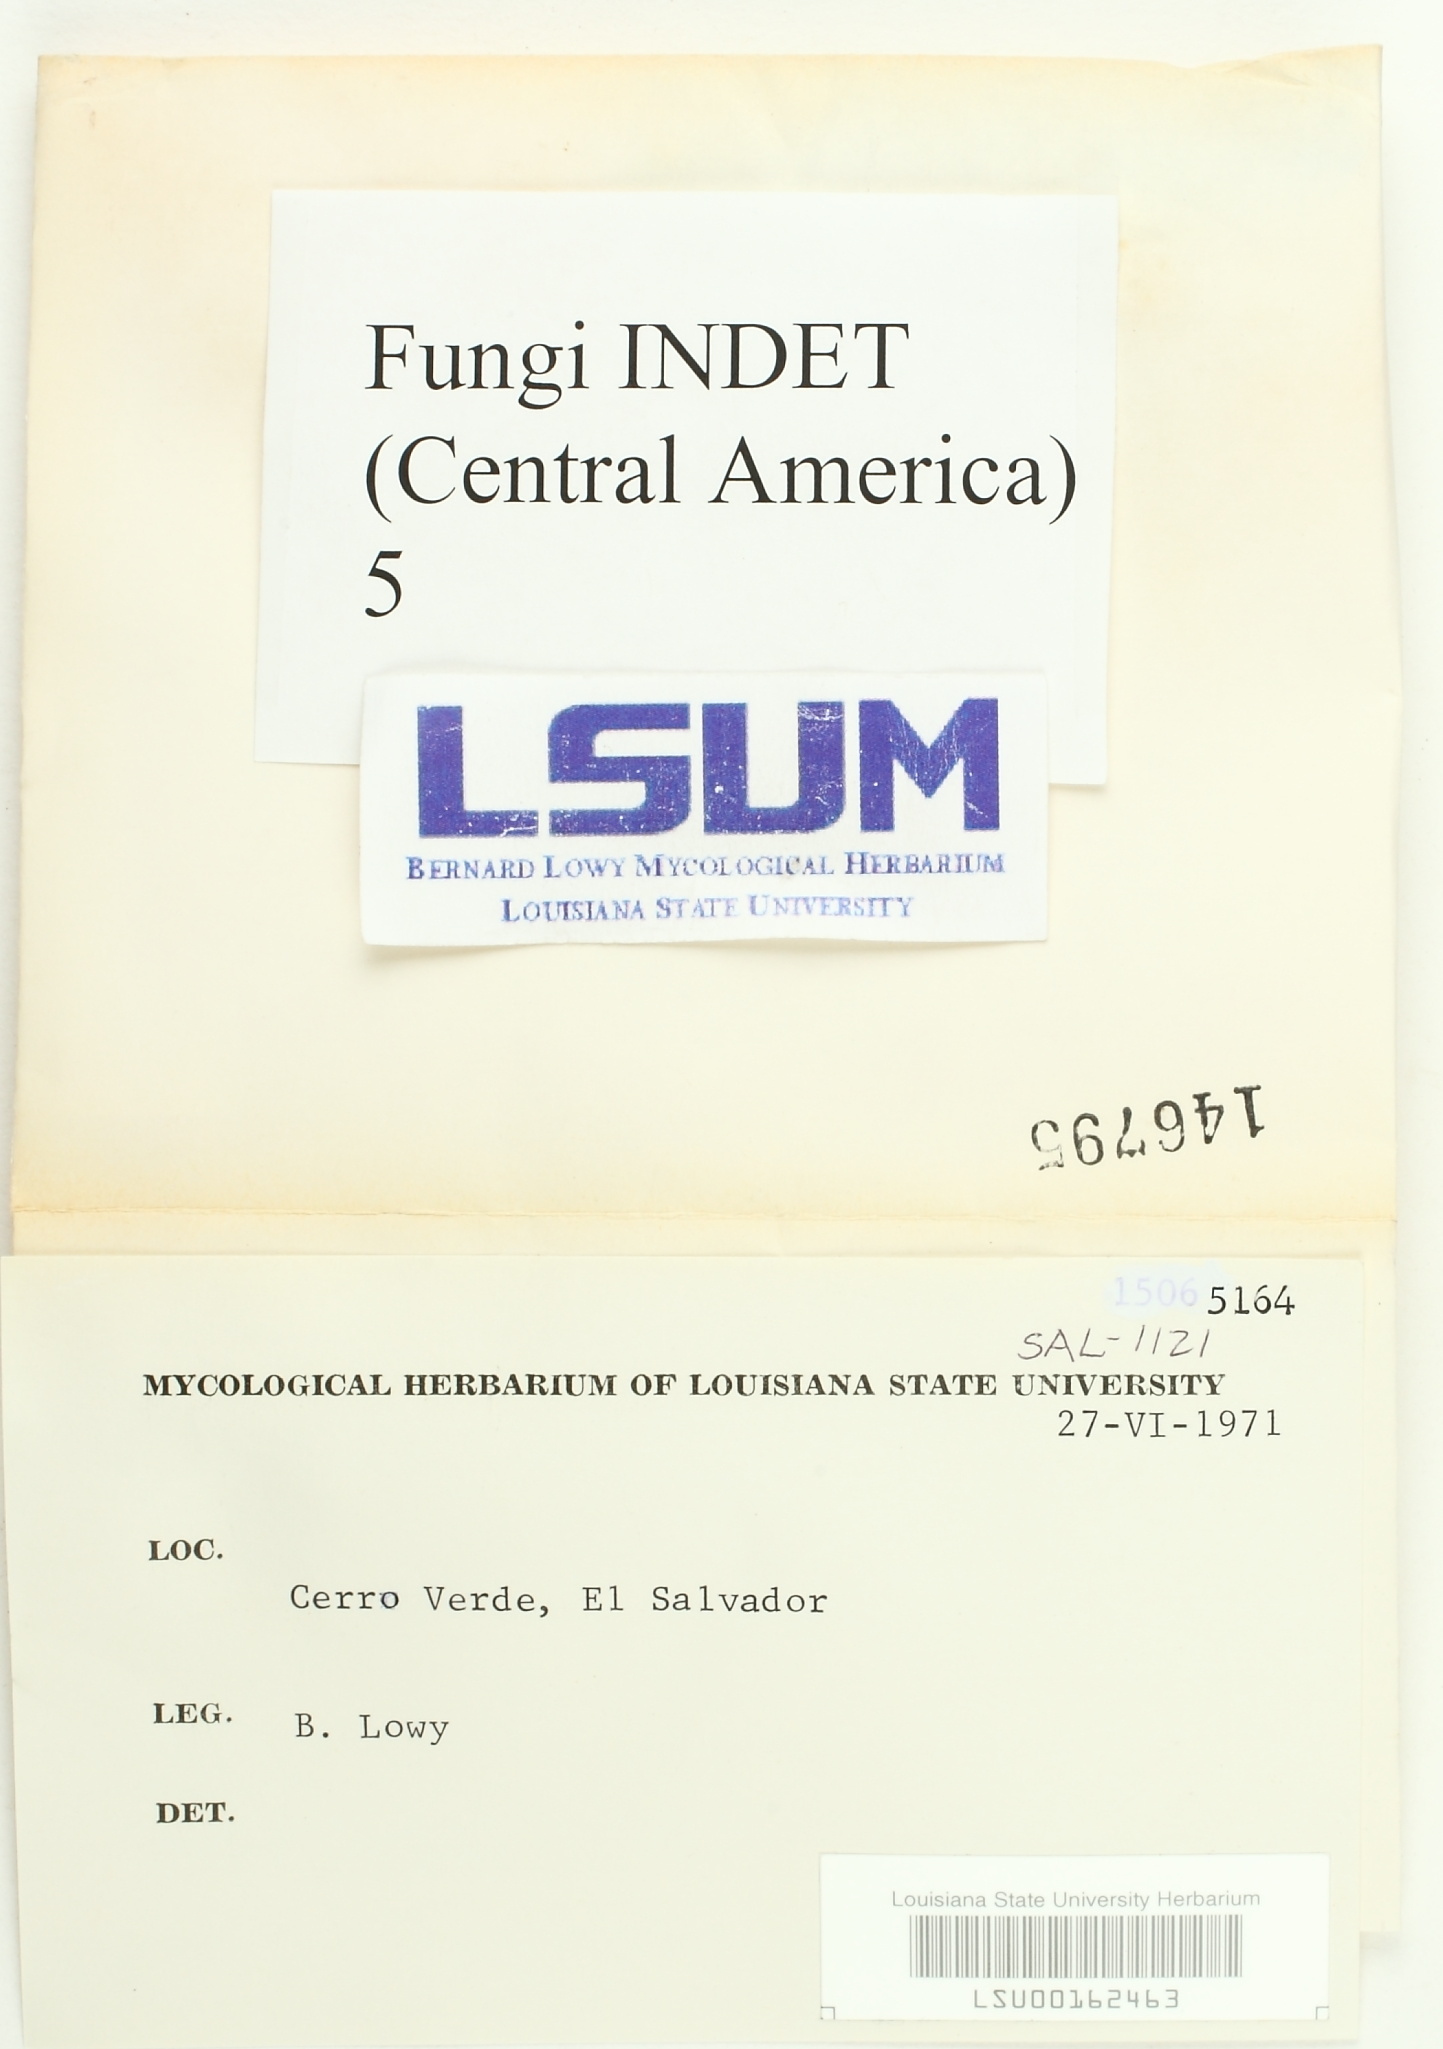 Fungi INDET
(Central America)
5
LSUM
BERNARD LOWY MYCOLOGICAL HERBARIUM
LOUISIANA STATE UNIVERSITY
146795
1506 5164
SAL-1121
MYCOLOGICAL HERBARIUM OF LOUISIANA STATE UNIVERSITY
27-VI-1971
LOC.
Cerro Verde, El Salvador
LEG. B. Lowy
DET.
Louisiana State University Herbarium
LSU00162463